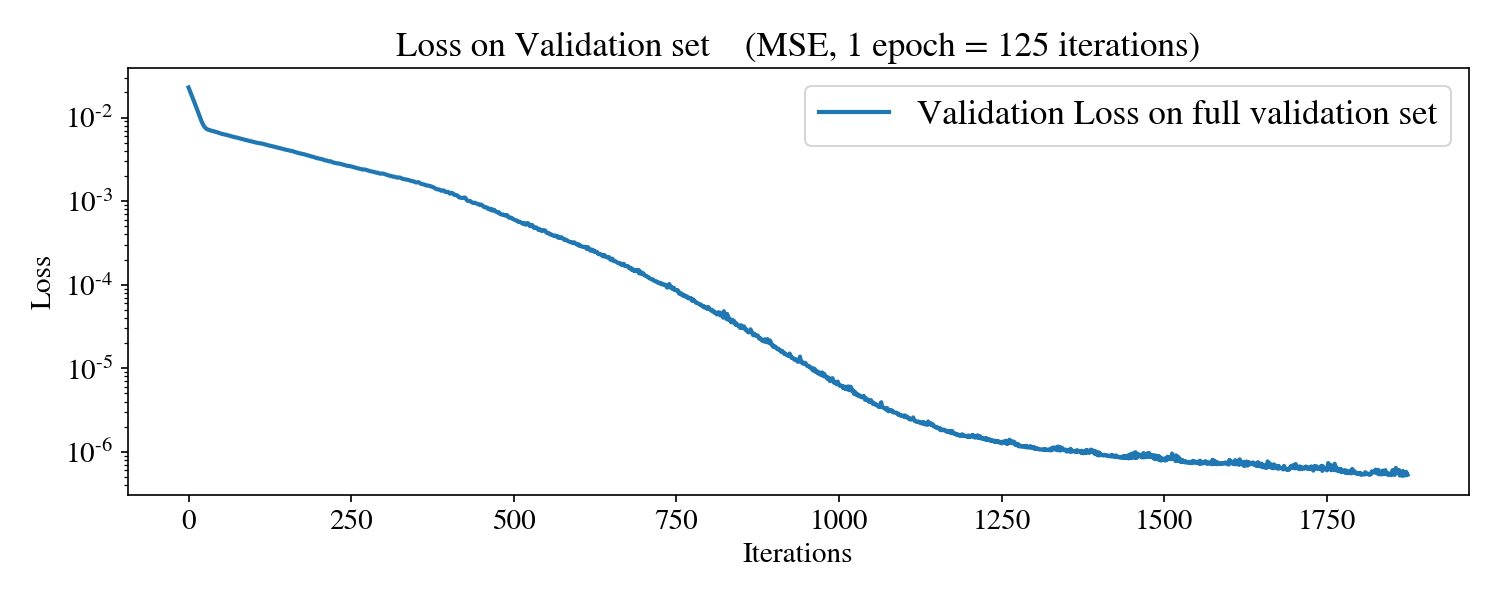 Loss on Validation set    (MSE, 1 epoch = 125 iterations)
Validation Loss on full validation set
Loss
10⁻²
10⁻³
10⁻⁴
10⁻⁵
10⁻⁶
0 250 500 750 1000 1250 1500 1750
Iterations